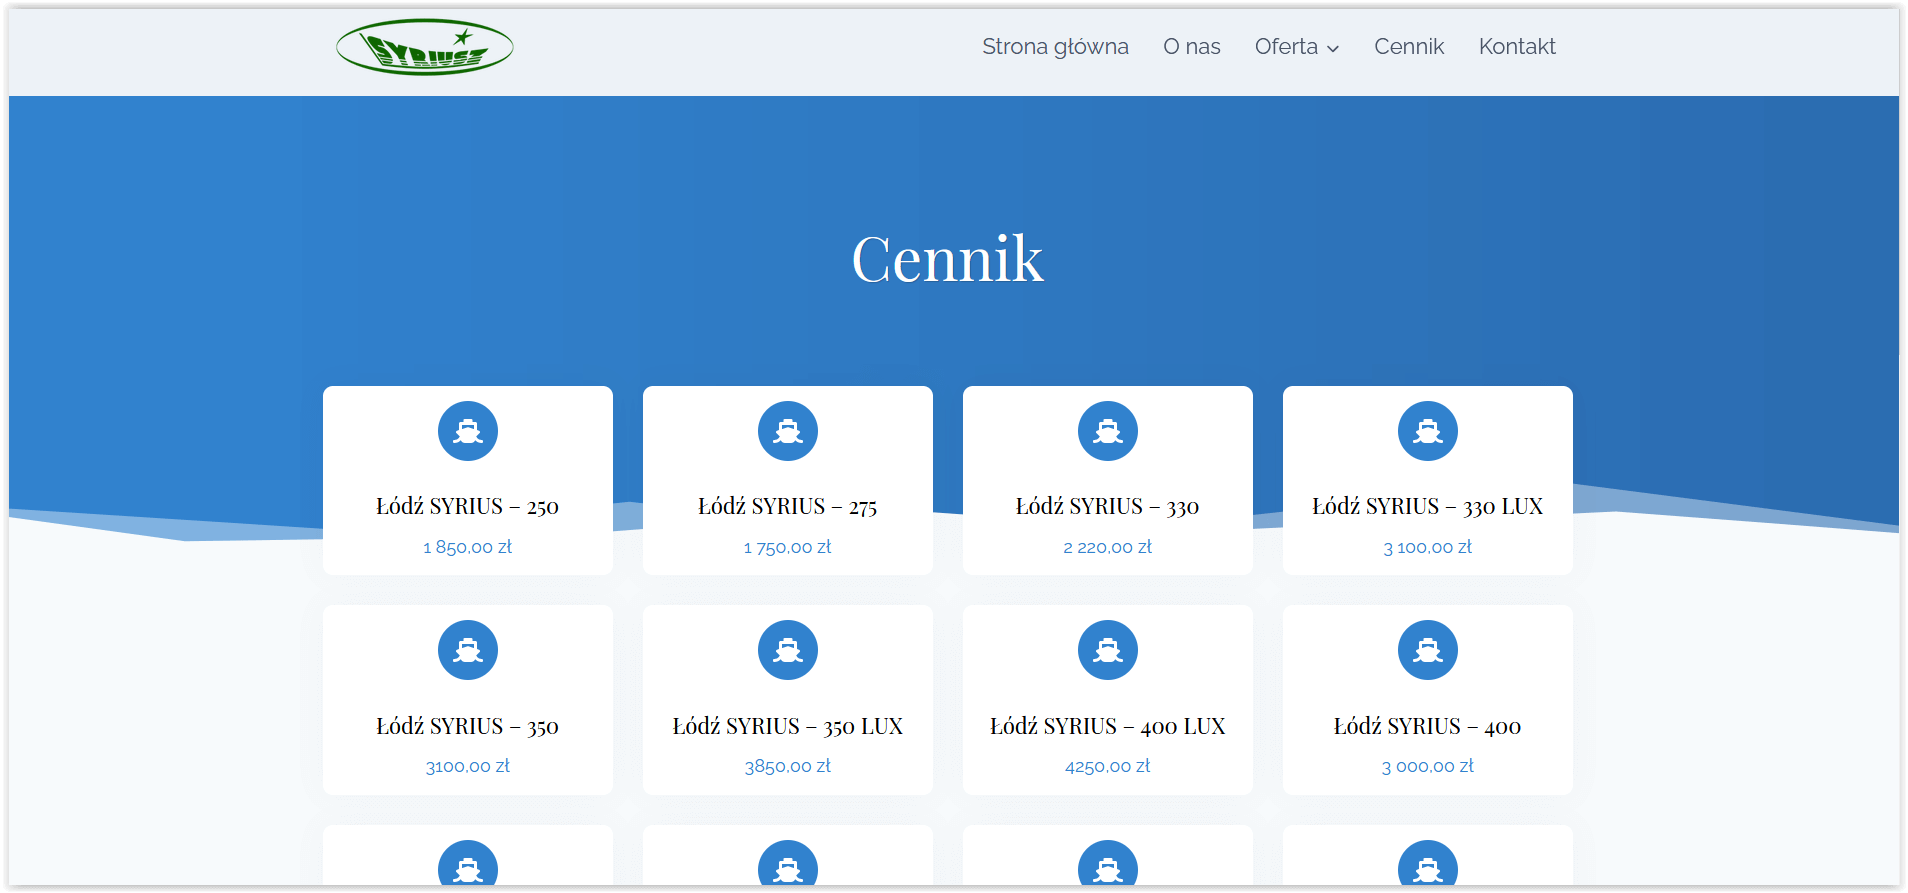 SYRIUSZ
Strona główna O nas Oferta Cennik Kontakt
Cennik
Łódź SYRIUS – 250 Łódź SYRIUS – 275 Łódź SYRIUS – 330 Łódź SYRIUS – 330 LUX
1 850,00 zł 1 750,00 zł 2 220,00 zł 3 100,00 zł
Łódź SYRIUS – 350 Łódź SYRIUS – 350 LUX Łódź SYRIUS – 400 LUX Łódź SYRIUS – 400
3100,00 zł 3850,00 zł 4250,00 zł 3 000,00 zł